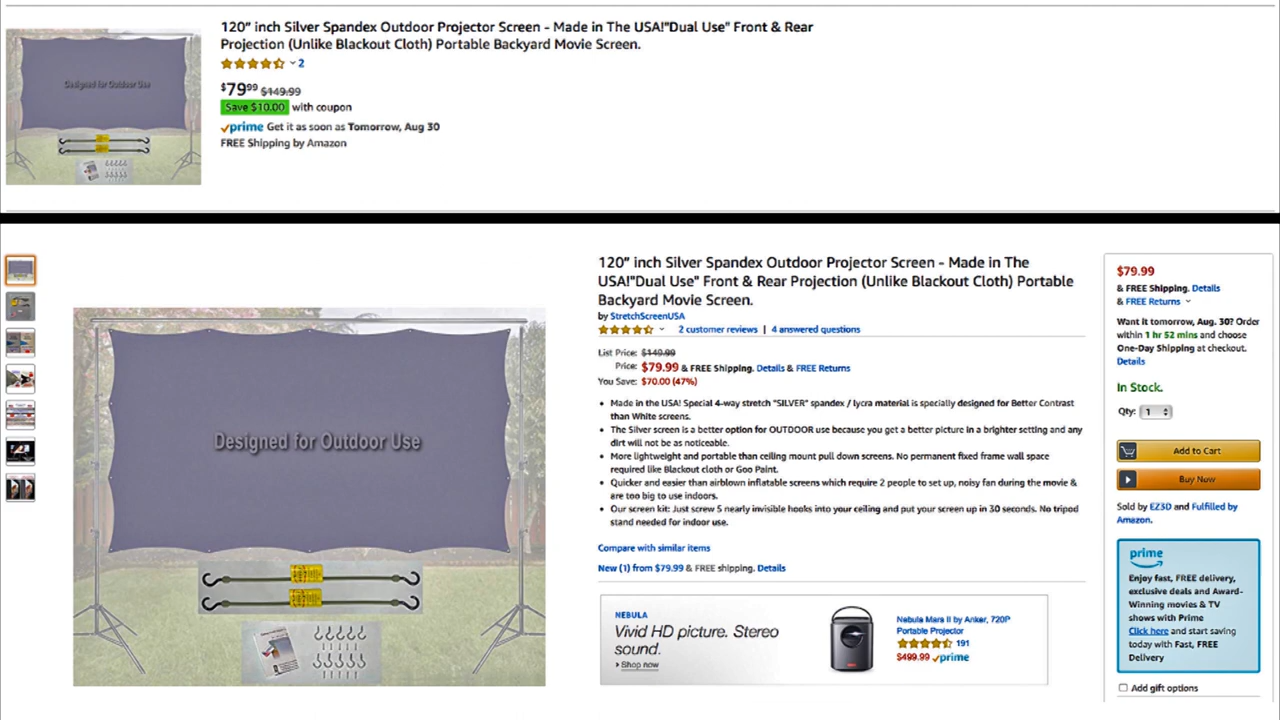 120” inch Silver Spandex Outdoor Projector Screen - Made in The USA!"Dual Use" Front & Rear
Projection (Unlike Blackout Cloth) Portable Backyard Movie Screen.
2
$79⁹⁹ $149.99
Save $10.00 with coupon
prime Get it as soon as Tomorrow, Aug 30
FREE Shipping by Amazon
Designed for Outdoor Use
120” inch Silver Spandex Outdoor Projector Screen - Made in The
USA!"Dual Use" Front & Rear Projection (Unlike Blackout Cloth) Portable
Backyard Movie Screen.
by StretchScreenUSA
2 customer reviews | 4 answered questions
List Price: $149.99
Price: $79.99 & FREE Shipping. Details & FREE Returns
You Save: $70.00 (47%)
• Made in the USA! Special 4-way stretch "SILVER" spandex / lycra material is specially designed for Better Contrast
than White screens.
• The Silver screen is a better option for OUTDOOR use because you get a better picture in a brighter setting and any
dirt will not be as noticeable.
• More lightweight and portable than ceiling mount pull down screens. No permanent fixed frame wall space
required like Blackout cloth or Goo Paint.
• Quicker and easier than airblown inflatable screens which require 2 people to set up, noisy fan during the movie &
are too big to use indoors.
• Our screen kit: Just screw 5 nearly invisible hooks into your ceiling and put your screen up in 30 seconds. No tripod
stand needed for indoor use.
Compare with similar items
New (1) from $79.99 & FREE shipping. Details
NEBULA
Vivid HD picture. Stereo
sound.
Shop now
Nebula Mars II by Anker, 720P
Portable Projector
191
$499.99 prime
Designed for Outdoor Use
$79.99
& FREE Shipping. Details
& FREE Returns
Want it tomorrow, Aug. 30? Order
within 1 hr 52 mins and choose
One-Day Shipping at checkout.
Details
In Stock.
Qty: 1
Add to Cart
Buy Now
Sold by EZ3D and Fulfilled by
Amazon.
prime
Enjoy fast, FREE delivery,
exclusive deals and Award-
Winning movies & TV
shows with Prime
Click here and start saving
today with Fast, FREE
Delivery
Add gift options